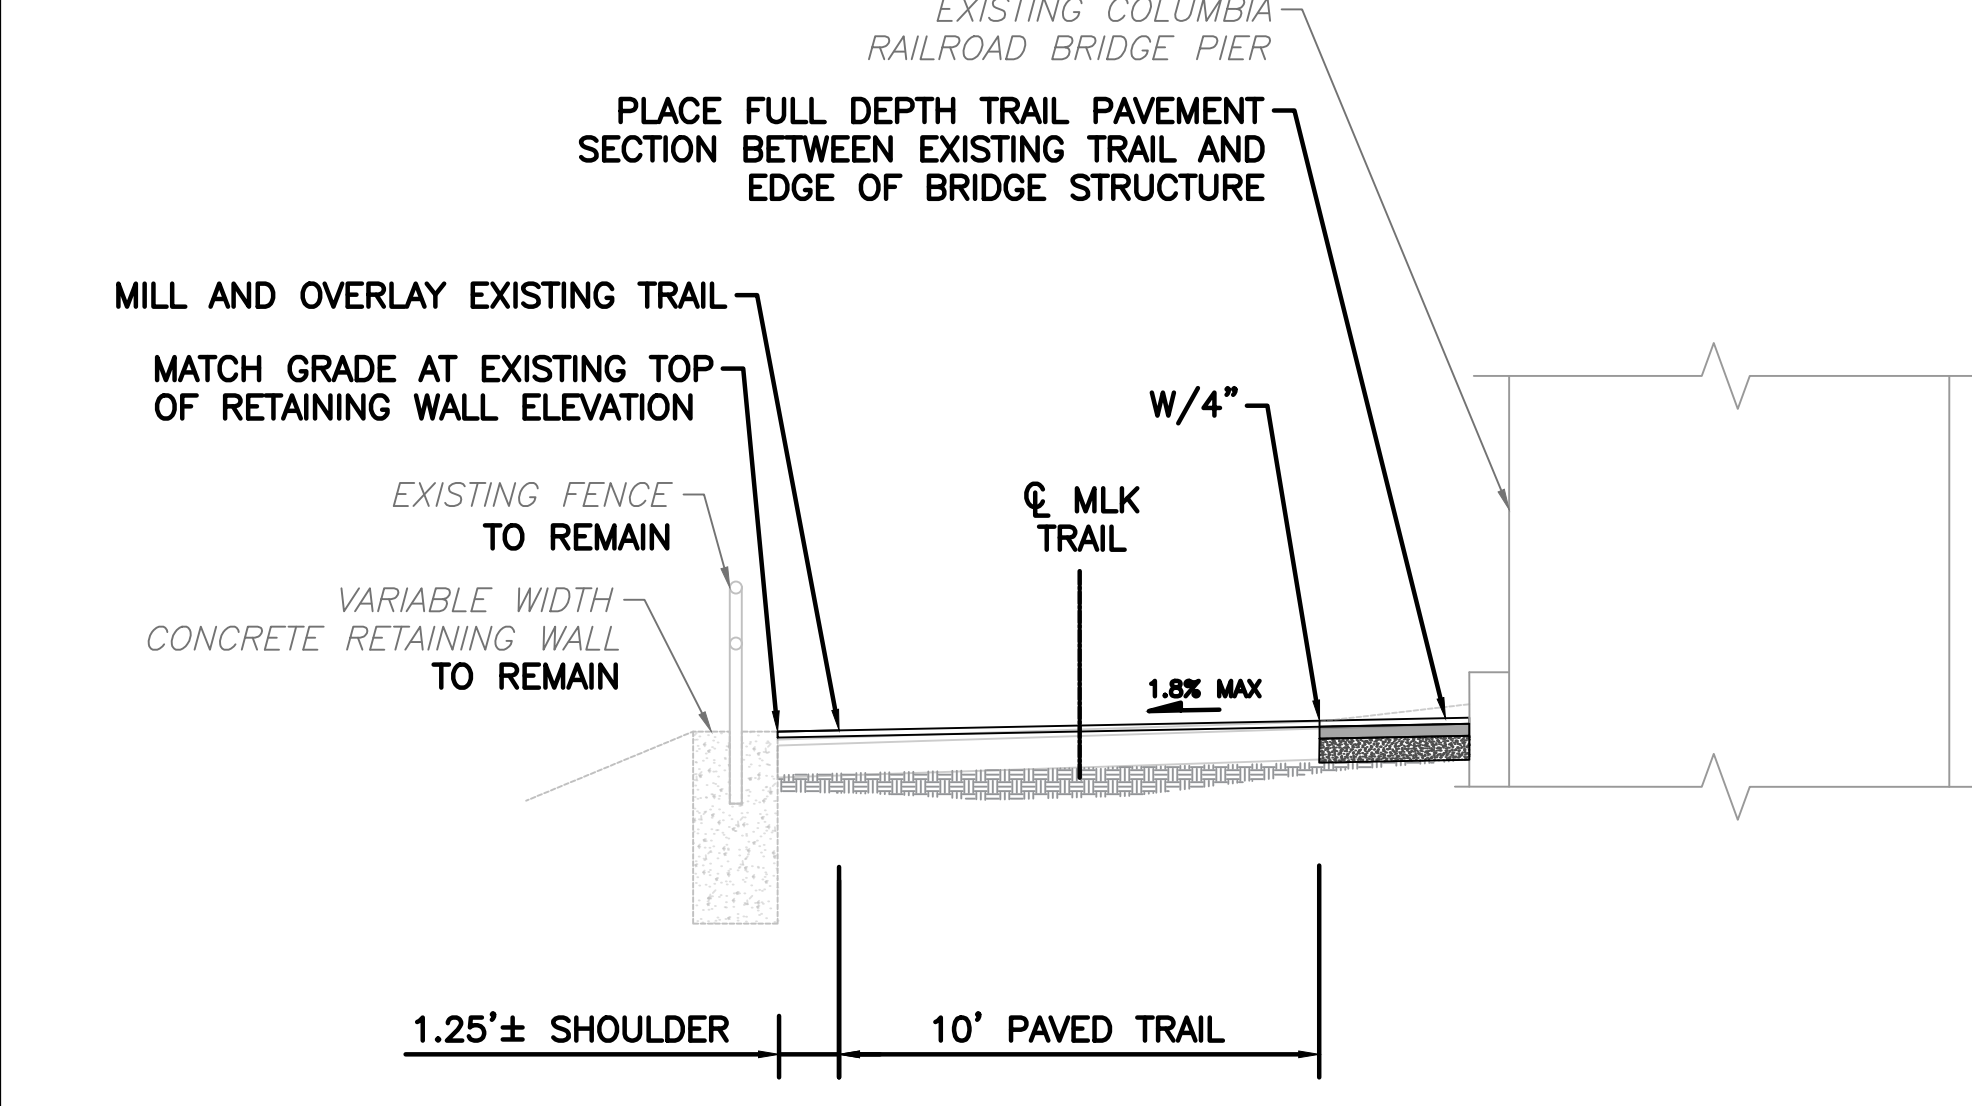 EXISTING COLUMBIA
RAILROAD BRIDGE PIER
PLACE FULL DEPTH TRAIL PAVEMENT
SECTION BETWEEN EXISTING TRAIL AND
EDGE OF BRIDGE STRUCTURE
MILL AND OVERLAY EXISTING TRAIL
MATCH GRADE AT EXISTING TOP
OF RETAINING WALL ELEVATION
W/4”
EXISTING FENCE
TO REMAIN
℄ MLK
TRAIL
VARIABLE WIDTH
CONCRETE RETAINING WALL
TO REMAIN
1.8% MAX
1.25'± SHOULDER
10' PAVED TRAIL